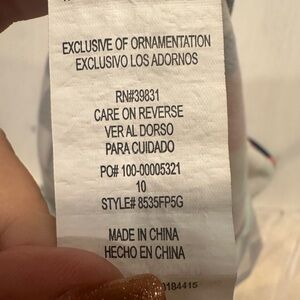 EXCLUSIVE OF ORNAMENTATION
EXCLUSIVO LOS ADORNOS
RN#39831
CARE ON REVERSE
VER AL DORSO
PARA CUIDADO
PO# 100-00005321
10
STYLE# 8535FP5G
MADE IN CHINA
HECHO EN CHINA